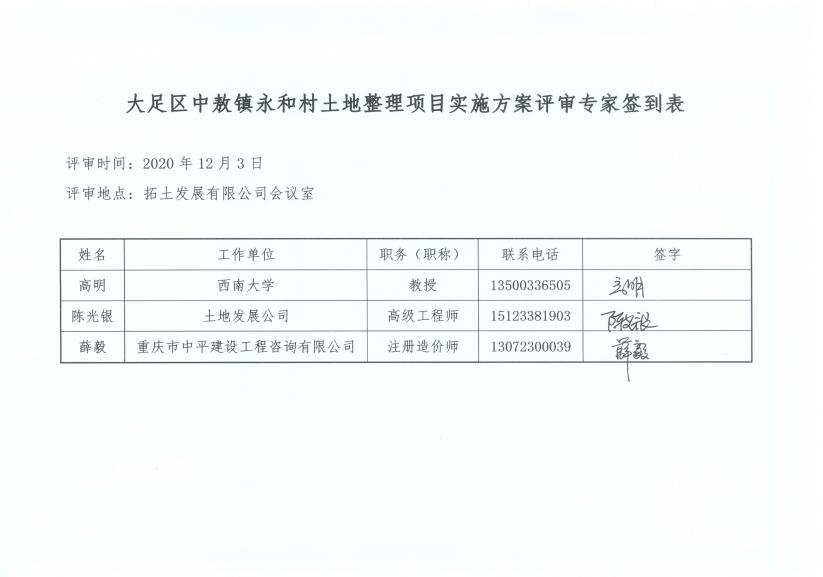 大足区中敖镇永和村土地整理项目实施方案评审专家签到表
评审时间：2020 年 12 月 3 日
评审地点：拓土发展有限公司会议室
姓名 工作单位 职务（职称） 联系电话 签字
高明 西南大学 教授 13500336505 高明
陈光银 土地发展公司 高级工程师 15123381903 陈光银
薛毅 重庆市中平建设工程咨询有限公司 注册造价师 13072300039 薛毅